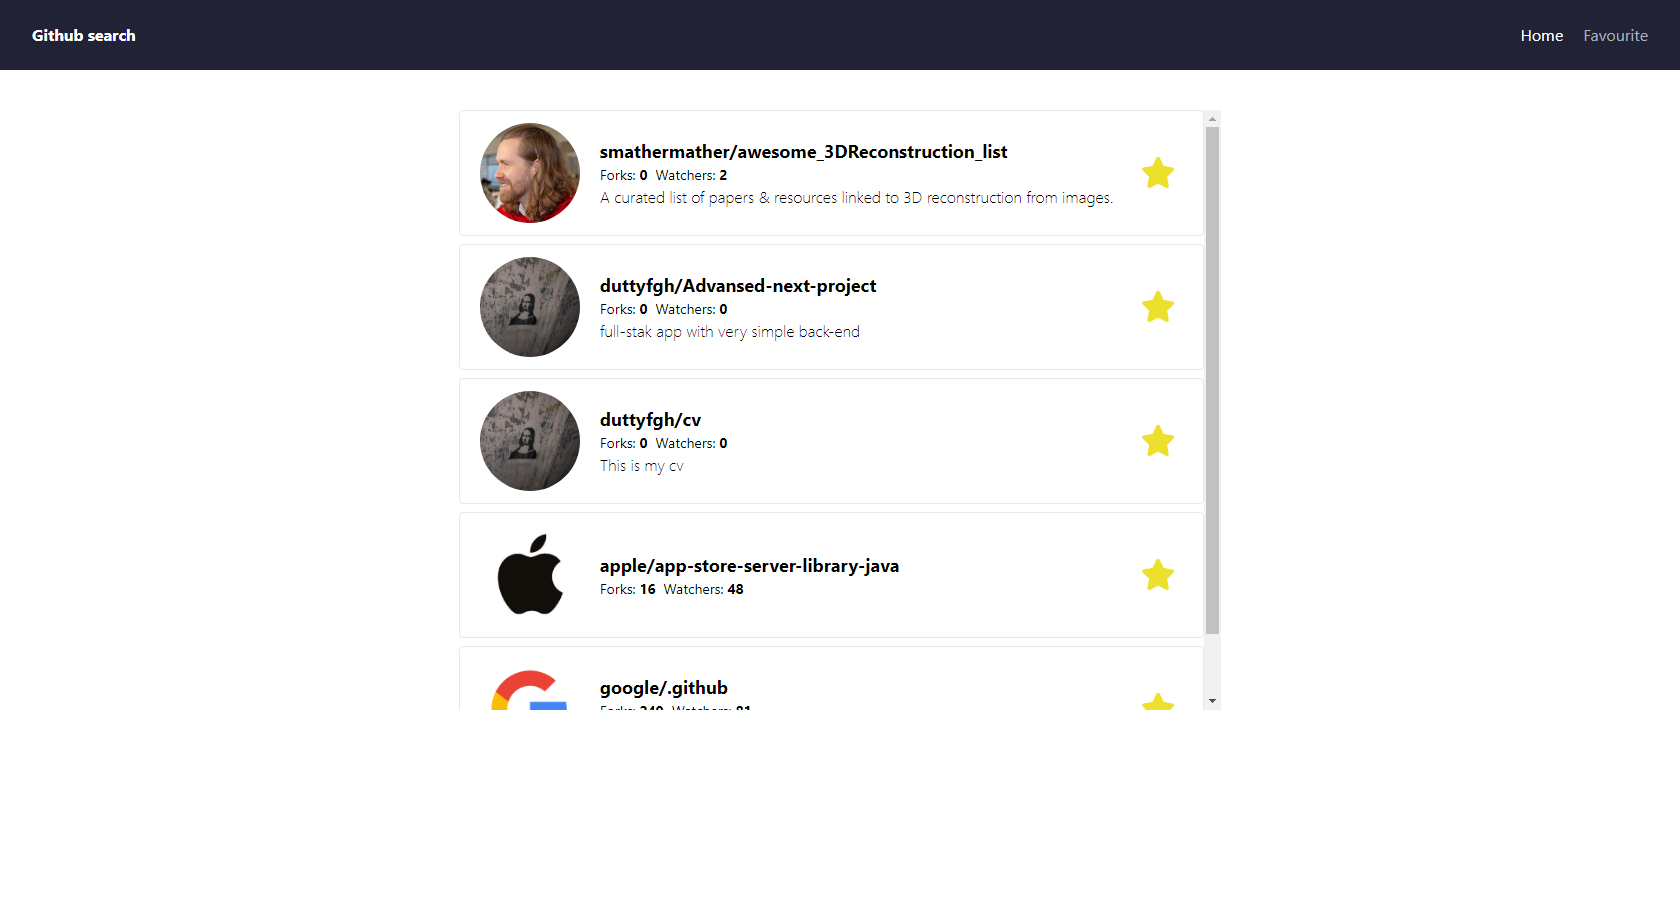 Github search
Home Favourite
smathermather/awesome_3DReconstruction_list
Forks: 0 Watchers: 2
A curated list of papers & resources linked to 3D reconstruction from images.
duttyfgh/Advansed-next-project
Forks: 0 Watchers: 0
full-stak app with very simple back-end
duttyfgh/cv
Forks: 0 Watchers: 0
This is my cv
apple/app-store-server-library-java
Forks: 16 Watchers: 48
google/.github
Forks: Watchers: 81